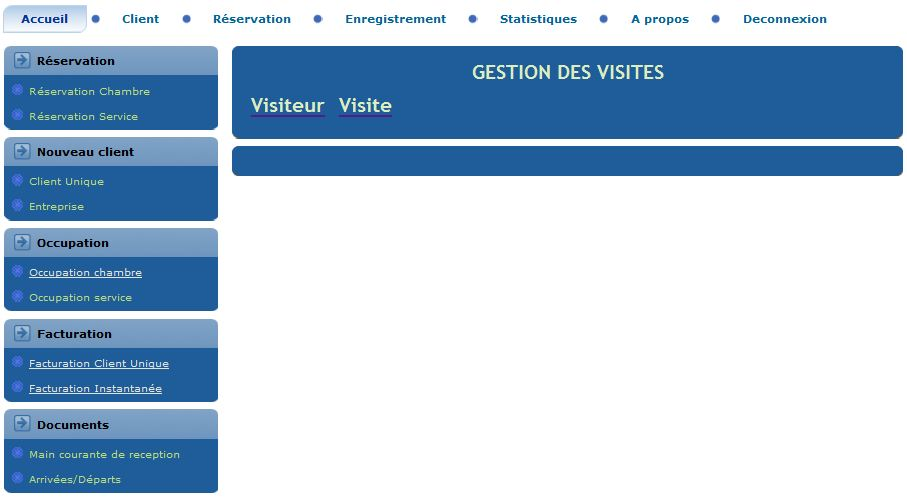 Accueil Client Réservation Enregistrement Statistiques A propos Deconnexion
Réservation
Réservation Chambre
Réservation Service
Nouveau client
Client Unique
Entreprise
Occupation
Occupation chambre
Occupation service
Facturation
Facturation Client Unique
Facturation Instantanée
Documents
Main courante de reception
Arrivées/Départs
GESTION DES VISITES
Visiteur Visite